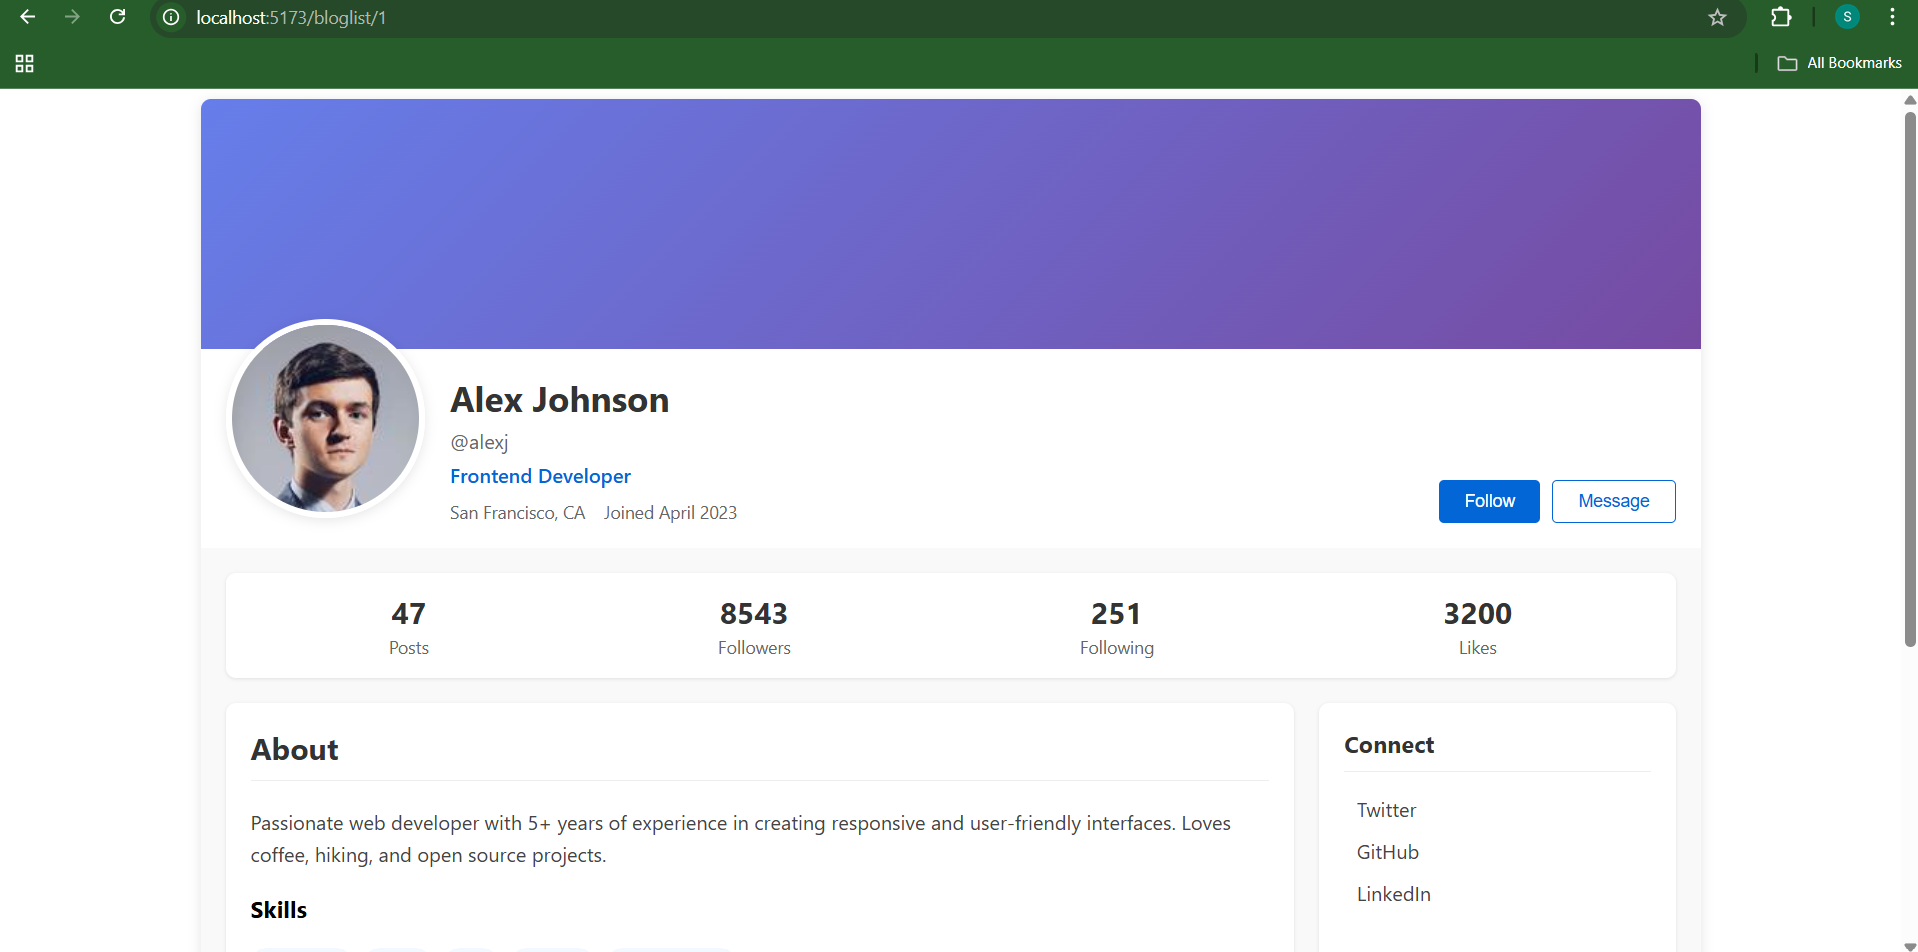 localhost:5173/bloglist/1
S
All Bookmarks
Alex Johnson
@alexj
Frontend Developer
San Francisco, CA Joined April 2023
Follow Message
47 8543 251 3200
Posts Followers Following Likes
About
Passionate web developer with 5+ years of experience in creating responsive and user-friendly interfaces. Loves
coffee, hiking, and open source projects.
Skills
Connect
Twitter
GitHub
LinkedIn